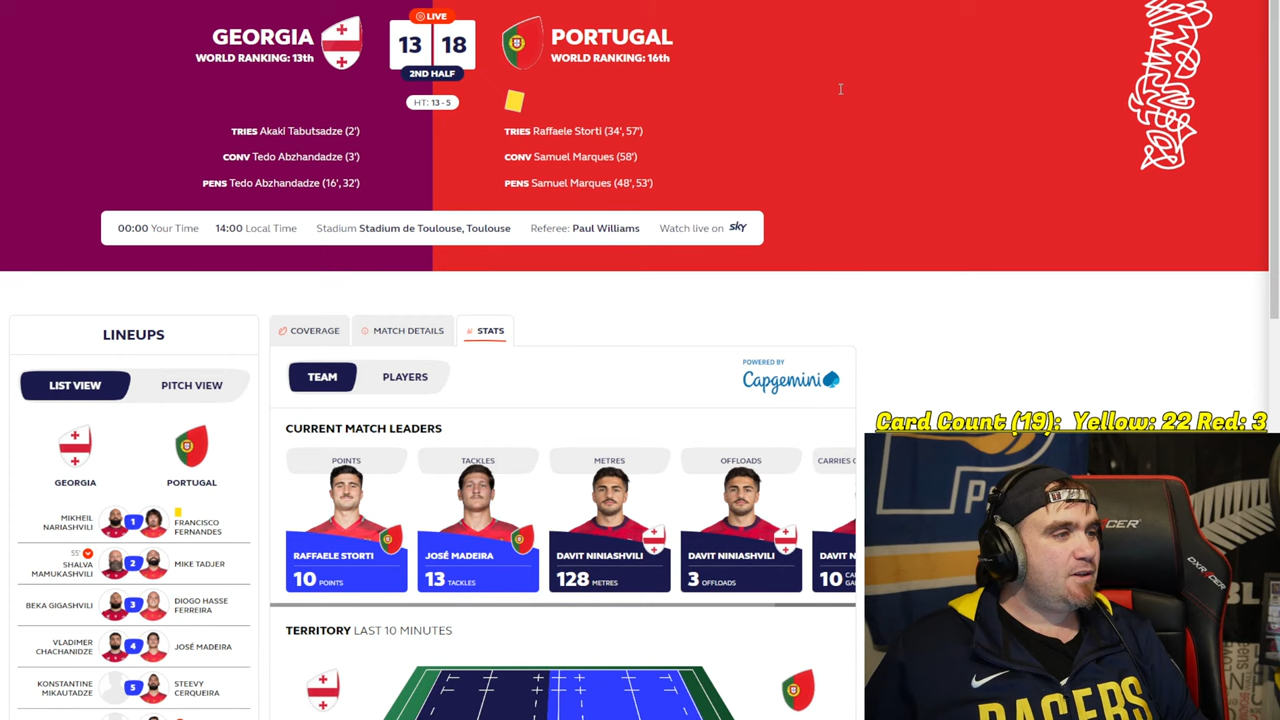 GEORGIA
WORLD RANKING: 13th
LIVE
13 18
2ND HALF
HT: 13 - 5
PORTUGAL
WORLD RANKING: 16th
TRIES Akaki Tabutsadze (2')
CONV Tedo Abzhandadze (3')
PENS Tedo Abzhandadze (16', 32')
TRIES Raffaele Storti (34', 57')
CONV Samuel Marques (58')
PENS Samuel Marques (48', 53')
00:00 Your Time 14:00 Local Time Stadium Stadium de Toulouse, Toulouse Referee: Paul Williams Watch live on sky
LINEUPS
LIST VIEW PITCH VIEW
GEORGIA PORTUGAL
MIKHEIL NARIASHVILI 1 FRANCISCO FERNANDES
55' SHALVA MAMUKASHVILI 2 MIKE TADJER
BEKA GIGASHVILI 3 DIOGO HASSE FERREIRA
VLADIMER CHACHANIDZE 4 JOSÉ MADEIRA
KONSTANTINE MIKAUTADZE 5 STEEVY CERQUEIRA
COVERAGE MATCH DETAILS STATS
TEAM PLAYERS
POWERED BY
Capgemini
CURRENT MATCH LEADERS
POINTS
RAFFAELE STORTI
10 POINTS
TACKLES
JOSÉ MADEIRA
13 TACKLES
METRES
DAVIT NINIASHVILI
128 METRES
OFFLOADS
DAVIT NINIASHVILI
3 OFFLOADS
CARRIES
DAVIT
10
TERRITORY LAST 10 MINUTES
Card Count (19): Yellow: 22 Red: 3
DXRACER
PACERS